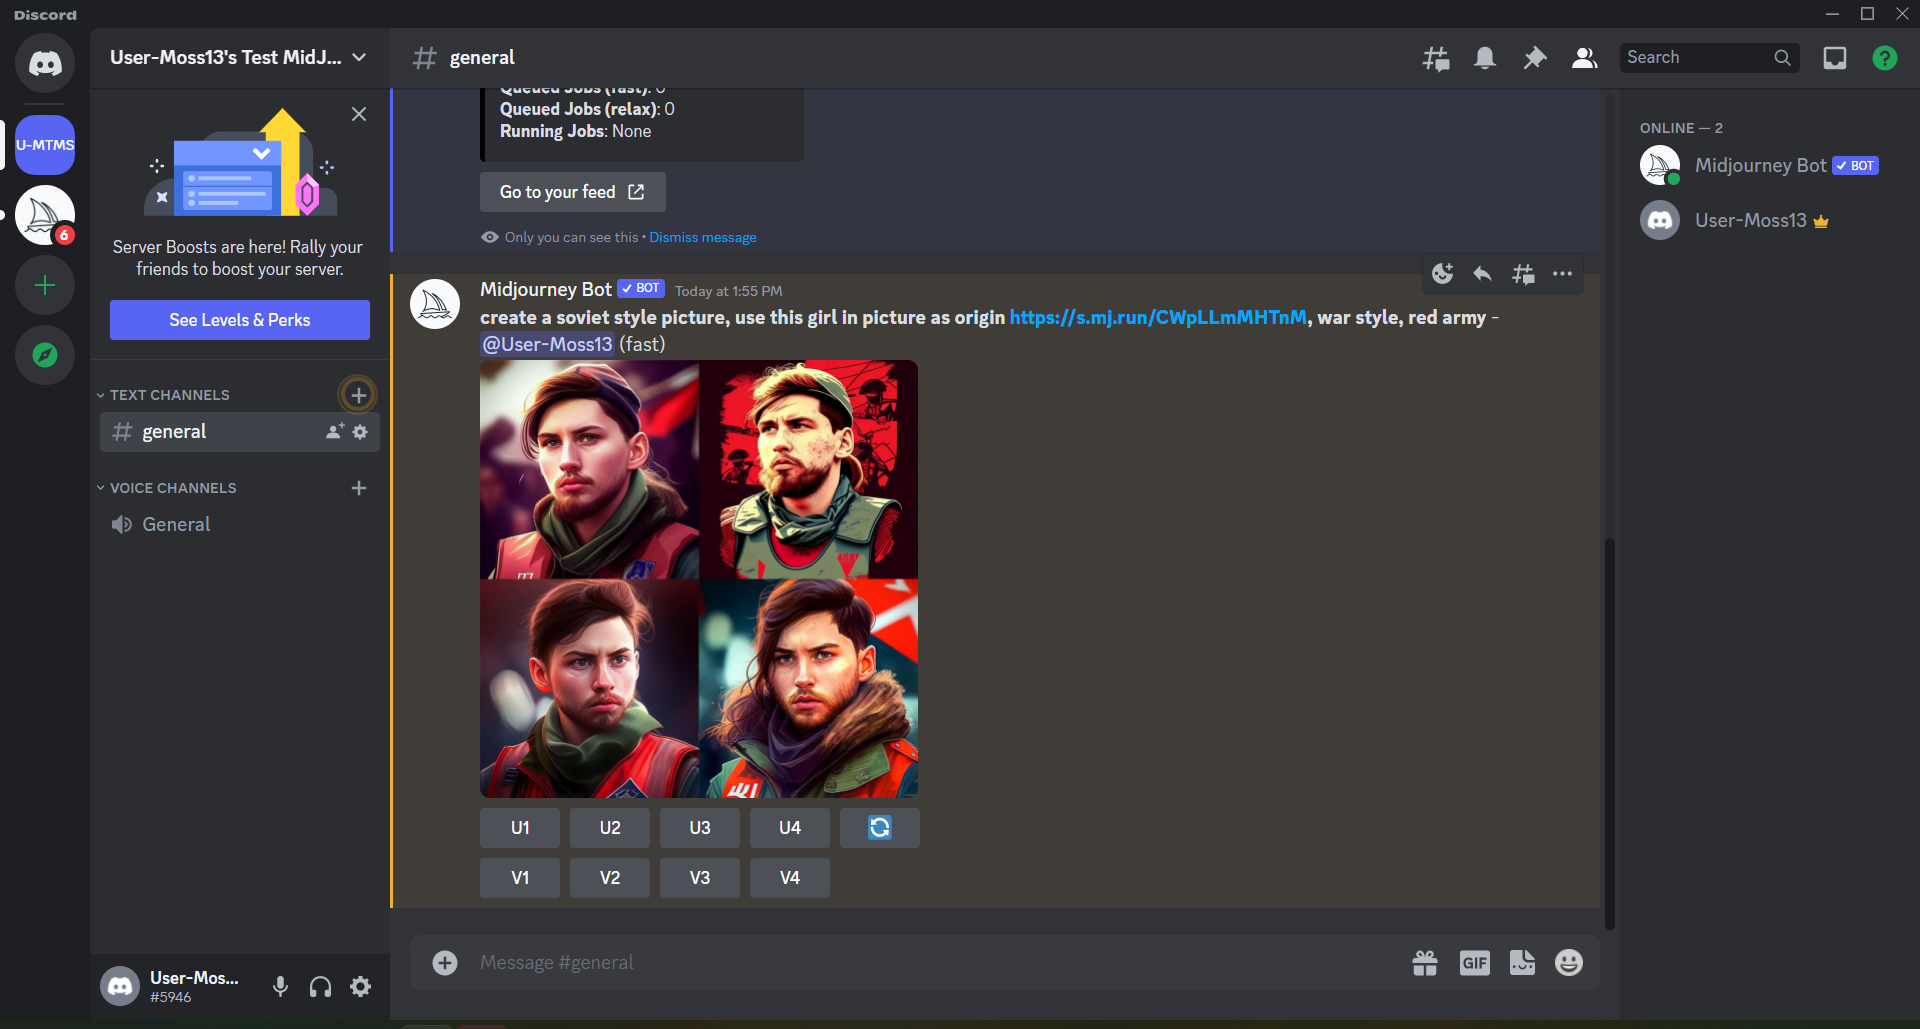 Discord
User-Moss13's Test MidJ...
general
Search
U-MTMS
6
Server Boosts are here! Rally your
friends to boost your server.
See Levels & Perks
TEXT CHANNELS
general
VOICE CHANNELS
General
User-Mos...
#5946
Queued Jobs (fast): 0
Queued Jobs (relax): 0
Running Jobs: None
Go to your feed
Only you can see this • Dismiss message
Midjourney Bot BOT Today at 1:55 PM
create a soviet style picture, use this girl in picture as origin https://s.mj.run/CWpLLmMHTnM, war style, red army -
@User-Moss13 (fast)
U1 U2 U3 U4
V1 V2 V3 V4
Message #general
GIF
ONLINE — 2
Midjourney Bot BOT
User-Moss13